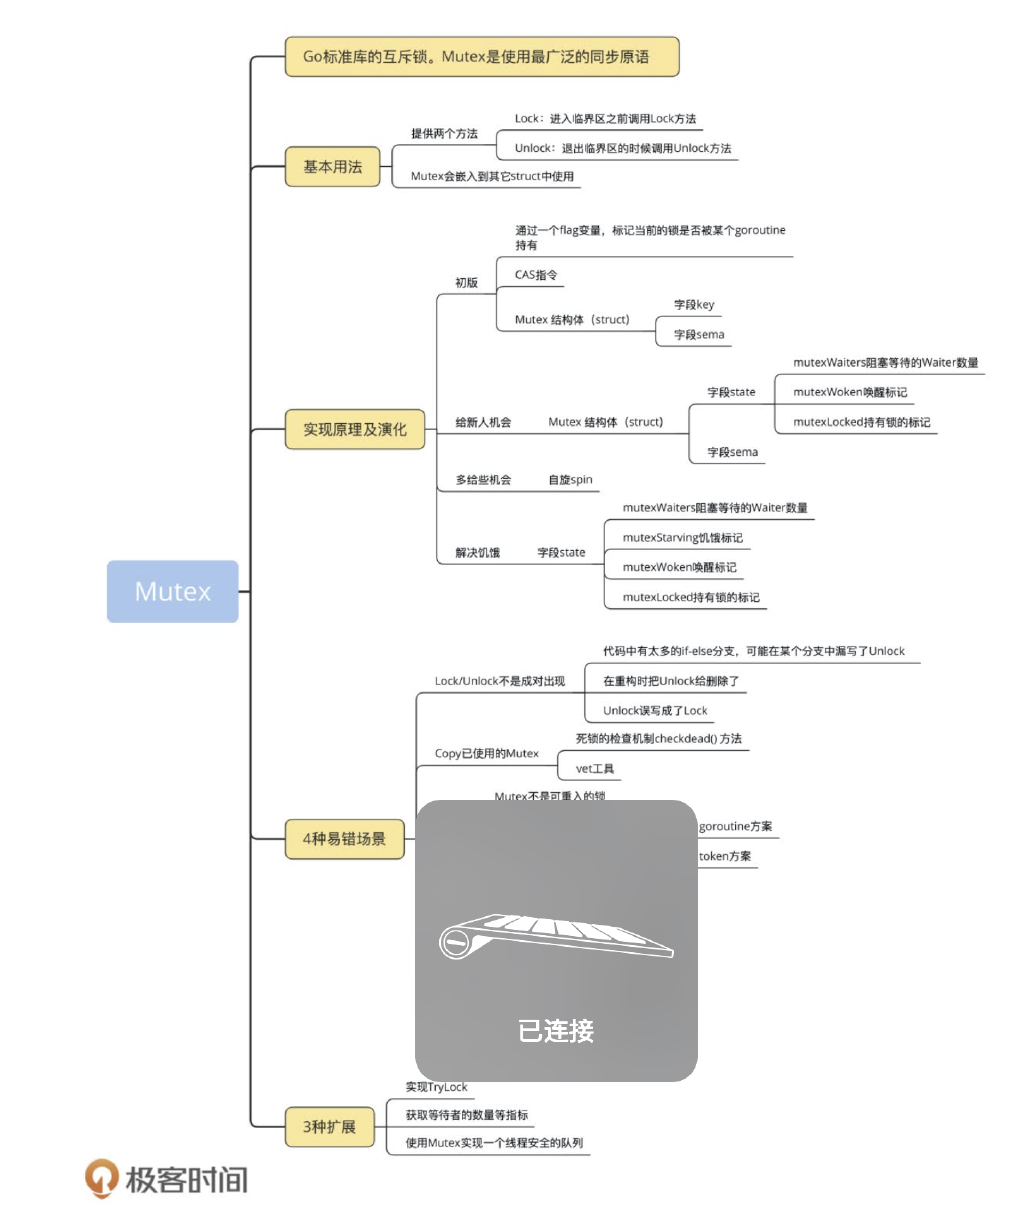 Go标准库的互斥锁。Mutex是使用最广泛的同步原语
Lock：进入临界区之前调用Lock方法
提供两个方法
Unlock：退出临界区的时候调用Unlock方法
基本用法
Mutex会嵌入到其它struct中使用
通过一个flag变量，标记当前的锁是否被某个goroutine
持有
初版
CAS指令
字段key
Mutex 结构体（struct）
字段sema
mutexWaiters阻塞等待的Waiter数量
字段state
mutexWoken唤醒标记
给新人机会
Mutex 结构体（struct）
mutexLocked持有锁的标记
实现原理及演化
字段sema
多给些机会
自旋spin
mutexWaiters阻塞等待的Waiter数量
mutexStarving饥饿标记
解决饥饿
字段state
mutexWoken唤醒标记
mutexLocked持有锁的标记
Mutex
代码中有太多的if-else分支，可能在某个分支中漏写了Unlock
Lock/Unlock不是成对出现
在重构时把Unlock给删除了
Unlock误写成了Lock
死锁的检查机制checkdead() 方法
Copy已使用的Mutex
vet工具
Mutex不是可重入的锁
goroutine方案
4种易错场景
token方案
已连接
实现TryLock
获取等待者的数量等指标
3种扩展
使用Mutex实现一个线程安全的队列
极客时间